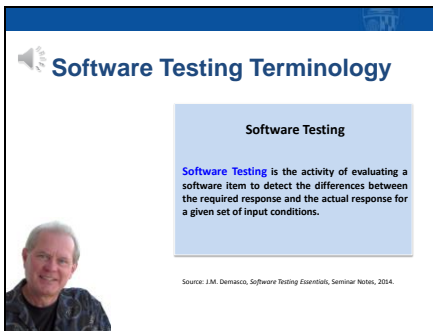 Software Testing Terminology
Software Testing
Software Testing is the activity of evaluating a
software item to detect the differences between
the required response and the actual response for
a given set of input conditions.
Source: J.M. Demasco, Software Testing Essentials, Seminar Notes, 2014.